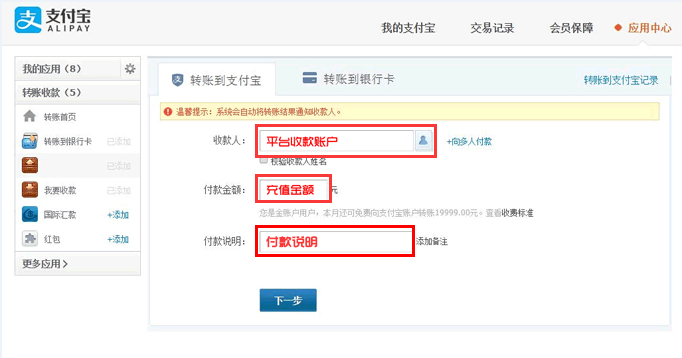 支付宝
ALIPAY
我的支付宝 交易记录 会员保障 应用中心
我的应用（8）
转账收款（5）
转账首页
转账到银行卡 已添加
已添加
我要收款 已添加
国际汇款 +添加
红包 +添加
更多应用 >
转账到支付宝 转账到银行卡 转账到支付宝记录
温馨提示：系统会自动将转账结果通知收款人。
收款人： 平台收款账户 +向多人付款
校验收款人姓名
付款金额： 充值金额 元
您是金账户用户，本月还可免费向支付宝账户转账19999.00元。查看收费标准
付款说明： 付款说明 添加备注
下一步